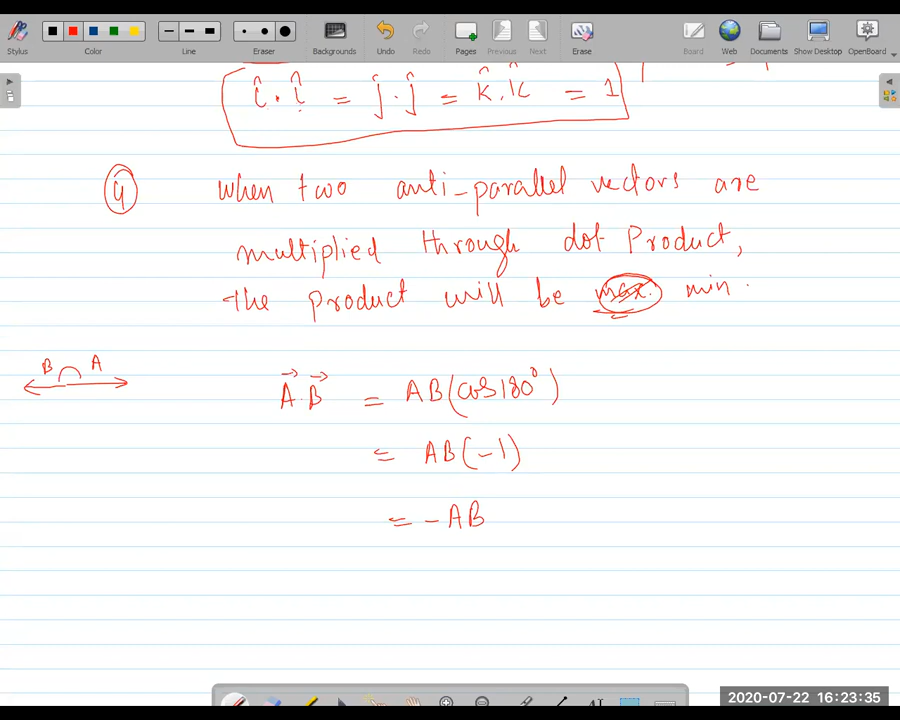 Stylus Color Line Eraser Backgrounds Undo Redo Pages Previous Next Erase Board Web Documents Show Desktop OpenBoard
î . î = ĵ . ĵ = k̂ . k̂ = 1
4 When two anti-parallel vectors are
multiplied through dot Product,
the product will be max. min.
B A
A⃗ . B⃗ = AB(cos180°)
= AB(-1)
= -AB
2020-07-22 16:23:35